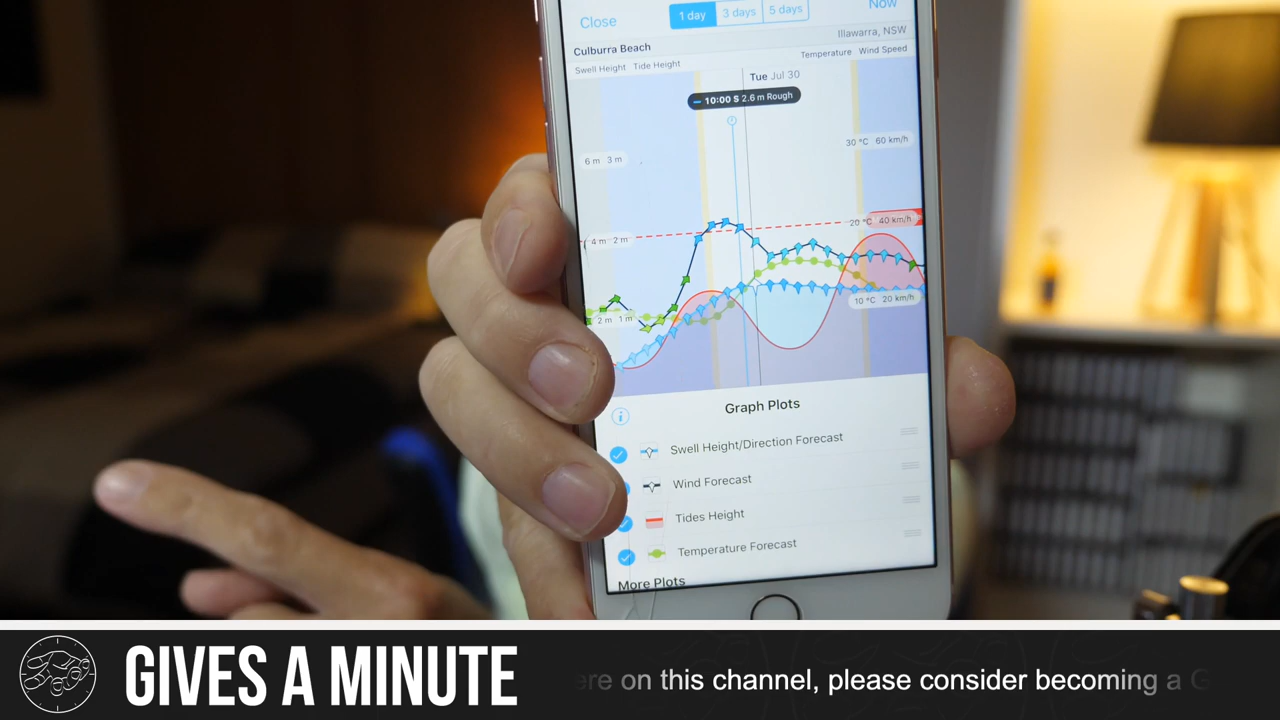 Close 1 day 3 days 5 days Now
Culburra Beach Illawarra, NSW
Swell Height Tide Height Temperature Wind Speed
Tue Jul 30
10:00 S 2.6 m Rough
30 °C 60 km/h
6 m 3 m
20 °C 40 km/h
4 m 2 m
10 °C 20 km/h
2 m 1 m
Graph Plots
Swell Height/Direction Forecast
Wind Forecast
Tides Height
Temperature Forecast
More Plots
GIVES A MINUTE
ere on this channel, please consider becoming a G